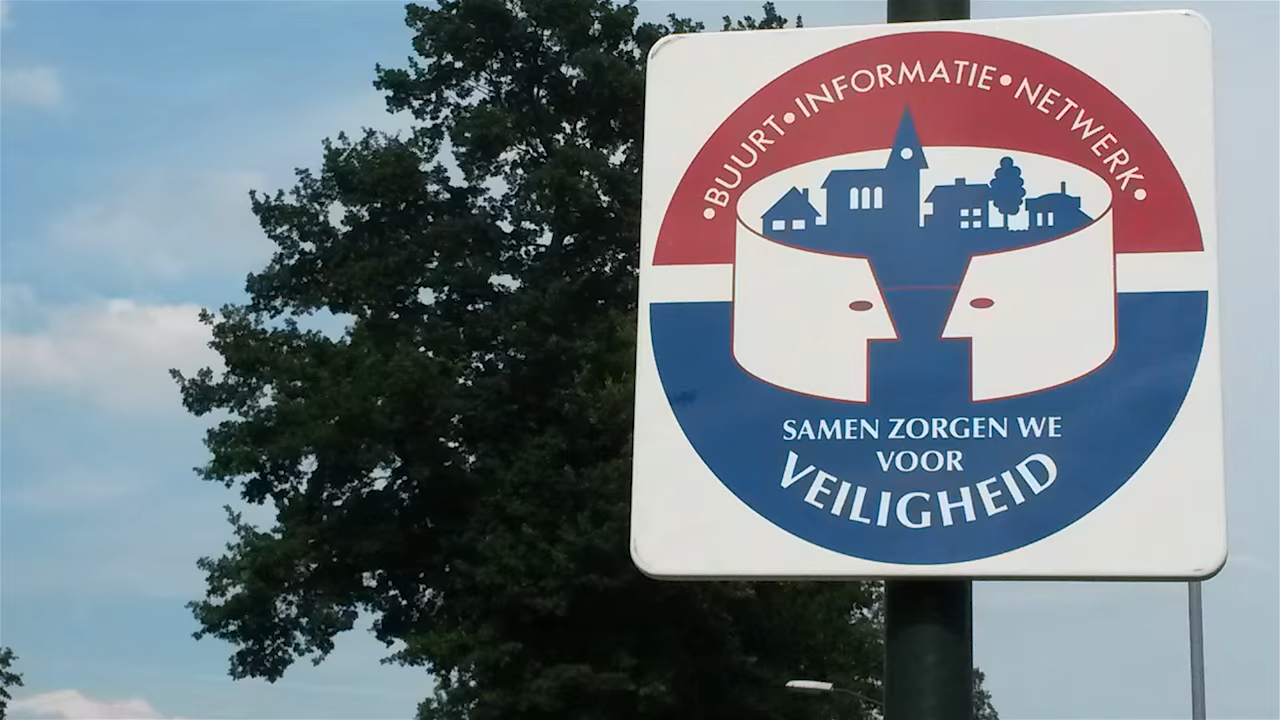 •BUURT•INFORMATIE•NETWERK•
SAMEN ZORGEN WE
VOOR
VEILIGHEID